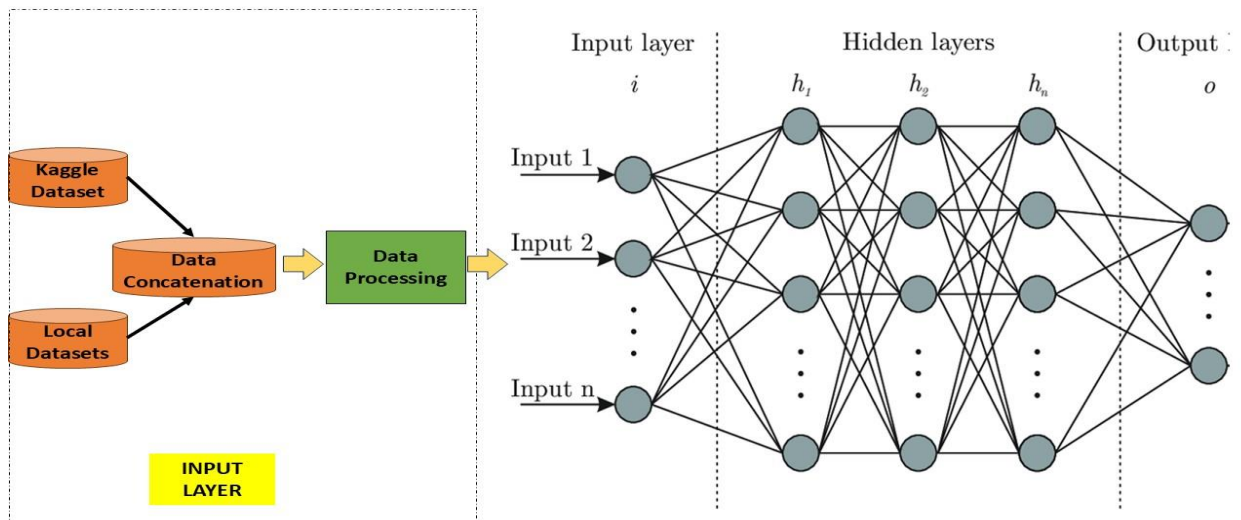 Kaggle
Dataset
Data
Concatenation
Local
Datasets
Data
Processing
INPUT
LAYER
Input layer
i
Hidden layers
h1
h2
hn
Output
o
Input 1
Input 2
Input n